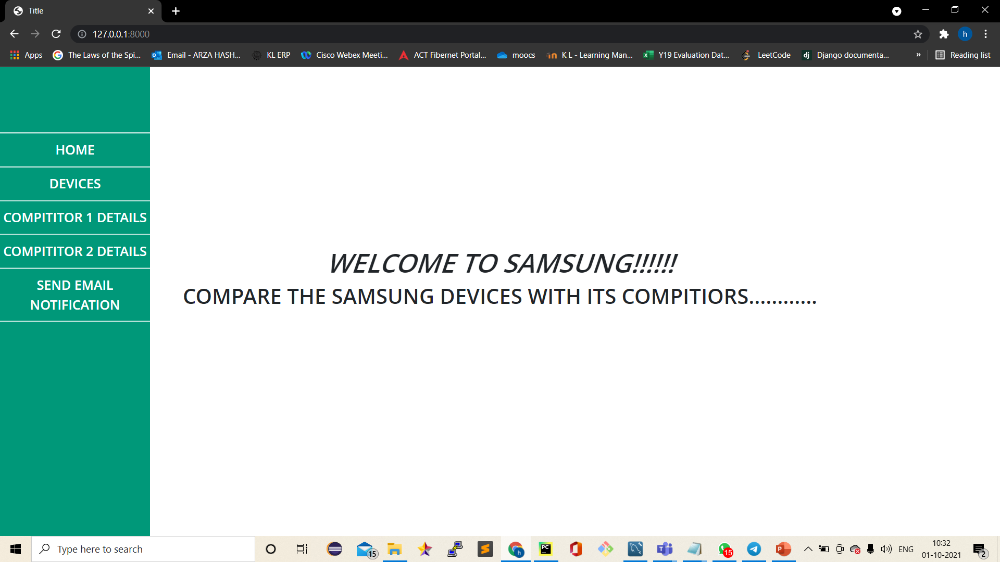 Title
127.0.0.1:8000
Apps
The Laws of the Spi...
Email - ARZA HASH...
KL ERP
Cisco Webex Meeti...
ACT Fibernet Portal...
moocs
K L - Learning Man...
Y19 Evaluation Dat...
LeetCode
dj
Django documenta...
»
Reading list
h
HOME
DEVICES
COMPITITOR 1 DETAILS
COMPITITOR 2 DETAILS
SEND EMAIL
NOTIFICATION
WELCOME TO SAMSUNG!!!!!!
COMPARE THE SAMSUNG DEVICES WITH ITS COMPITIORS............
Type here to search
15
h
PC
15
ENG
10:32
01-10-2021
2